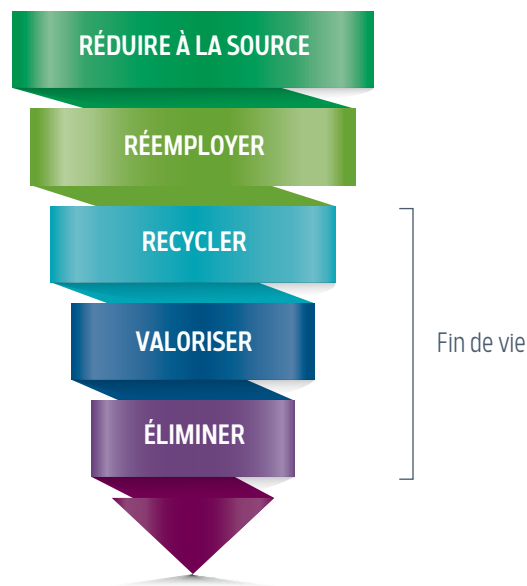 RÉDUIRE À LA SOURCE
RÉEMPLOYER
RECYCLER
VALORISER
ÉLIMINER
Fin de vie